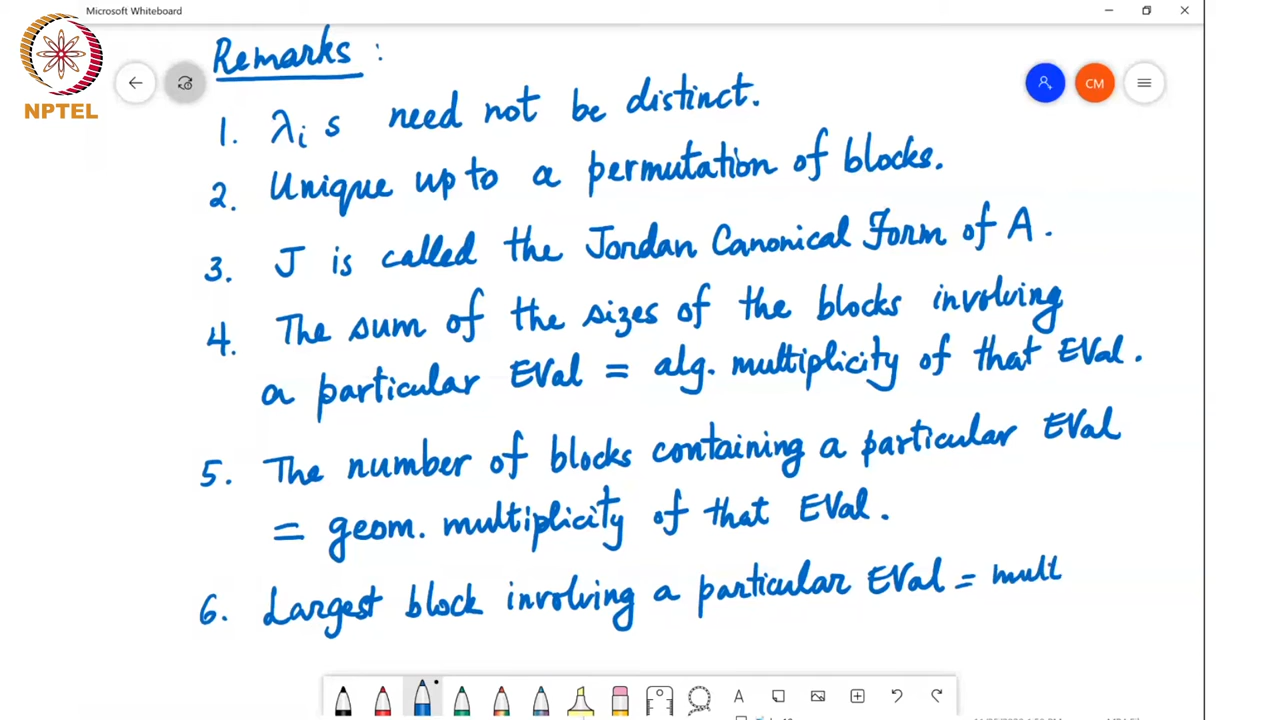 Microsoft Whiteboard
NPTEL
CM
Remarks :
1. λi s need not be distinct.
2. Unique up to a permutation of blocks.
3. J is called the Jordan Canonical Form of A.
4. The sum of the sizes of the blocks involving
a particular EVal = alg. multiplicity of that EVal.
5. The number of blocks containing a particular EVal
= geom. multiplicity of that EVal.
6. Largest block involving a particular EVal = mult
A